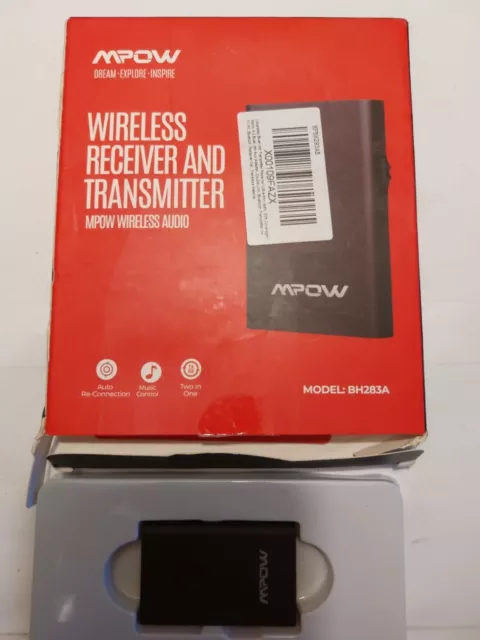 MPOW
DREAM·EXPLORE·INSPIRE
WIRELESS
RECEIVER AND
TRANSMITTER
MPOW WIRELESS AUDIO
X00109FAZX
MPOW
Auto
Re-Connection
Music
Control
Two in
One
MODEL: BH283A
MPOW